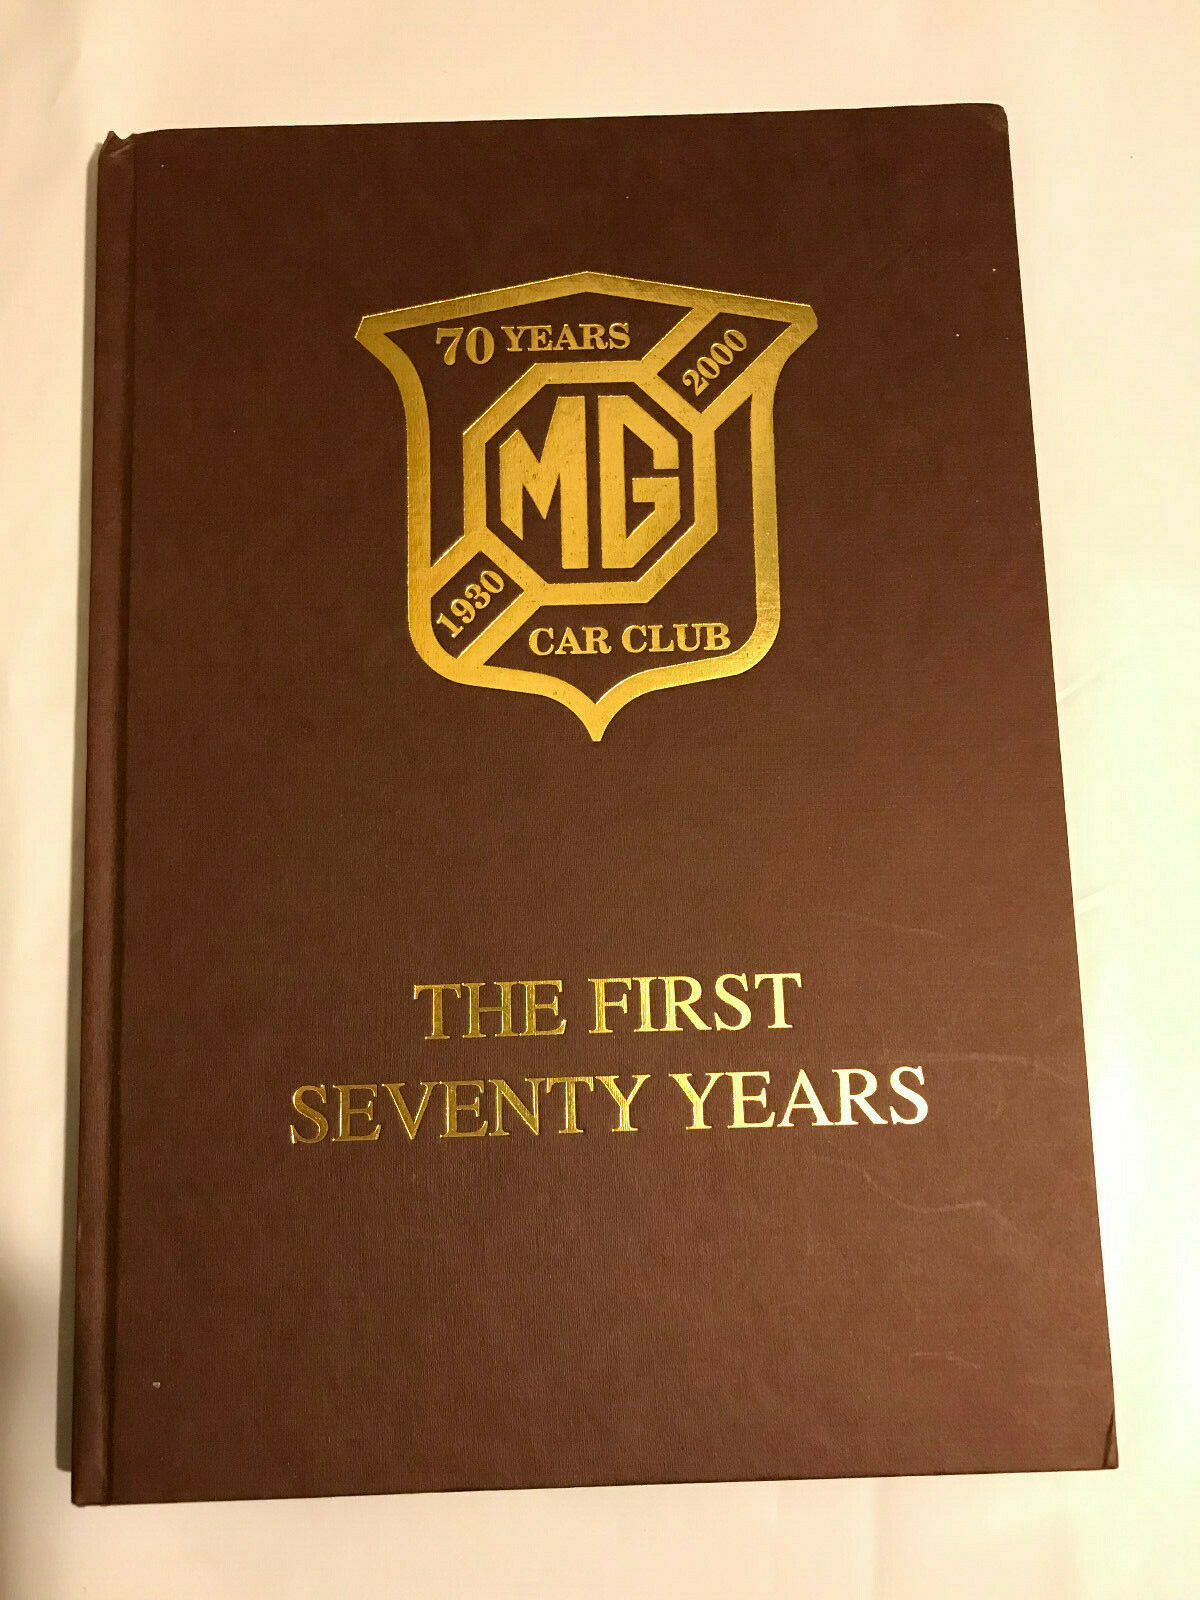 70 YEARS
2000
MG
1930
CAR CLUB
THE FIRST
SEVENTY YEARS